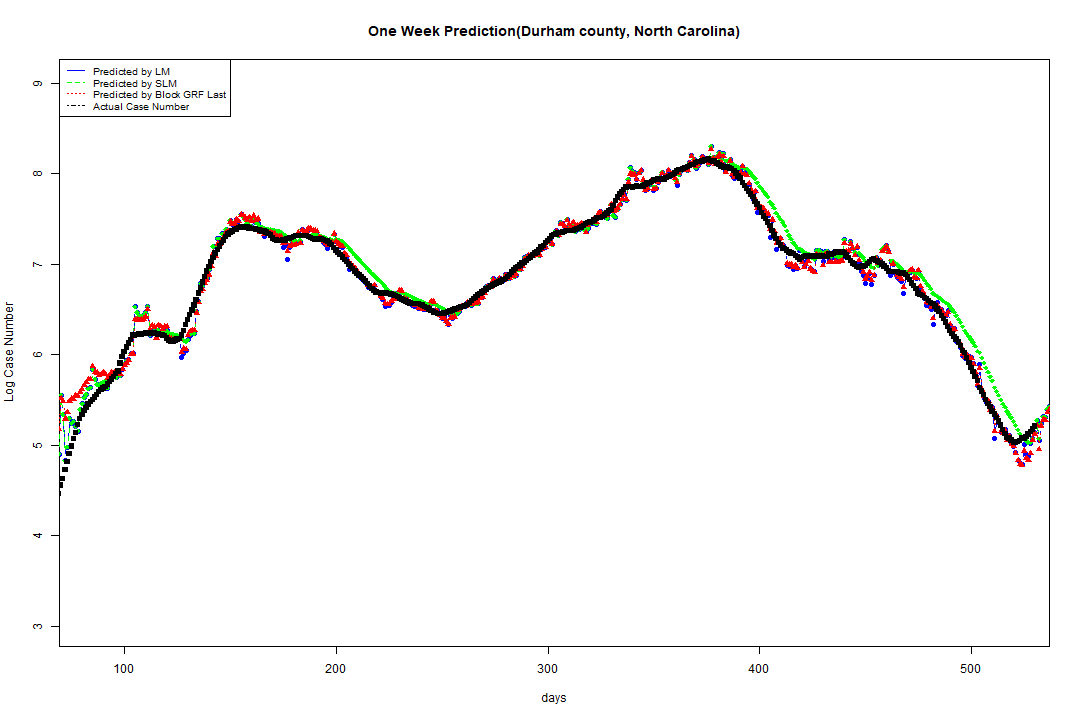 One Week Prediction(Durham county, North Carolina)
Predicted by LM
Predicted by SLM
Predicted by Block GRF Last
Actual Case Number
9
8
7
6
5
4
3
Log Case Number
100 200 300 400 500
days